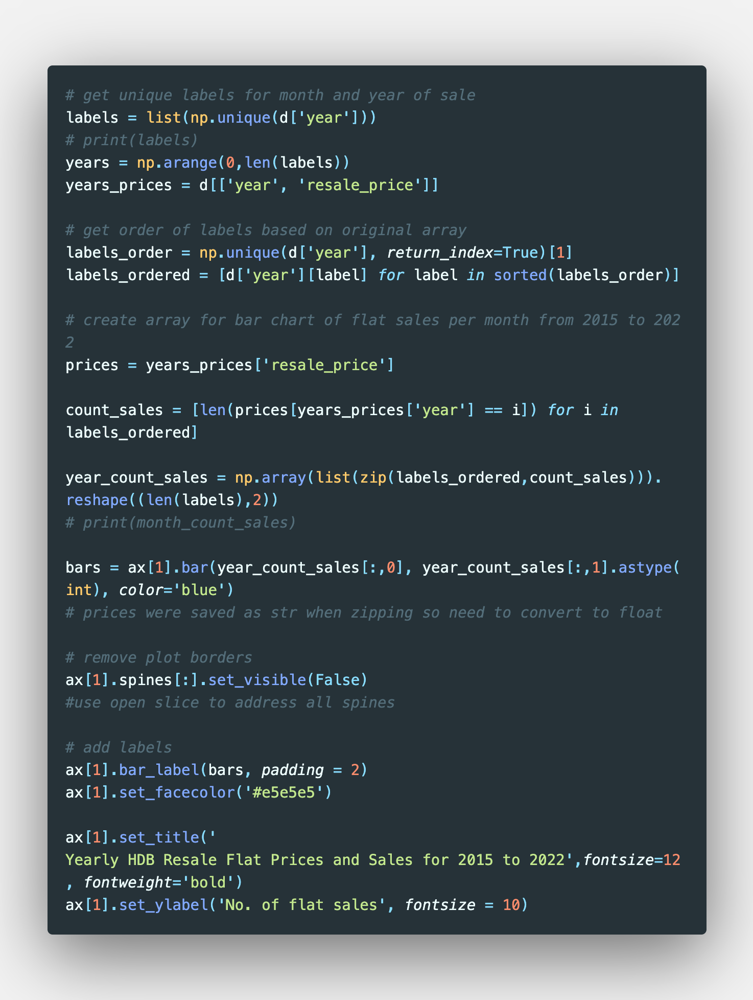 # get unique labels for month and year of sale
labels = list(np.unique(d['year']))
# print(labels)
years = np.arange(0,len(labels))
years_prices = d[['year', 'resale_price']]
# get order of labels based on original array
labels_order = np.unique(d['year'], return_index=True)[1]
labels_ordered = [d['year'][label] for label in sorted(labels_order)]
# create array for bar chart of flat sales per month from 2015 to 202
2
prices = years_prices['resale_price']
count_sales = [len(prices[years_prices['year'] == i]) for i in
labels_ordered]
year_count_sales = np.array(list(zip(labels_ordered,count_sales))).
reshape((len(labels),2))
# print(month_count_sales)
bars = ax[1].bar(year_count_sales[:,0], year_count_sales[:,1].astype(
int), color='blue')
# prices were saved as str when zipping so need to convert to float
# remove plot borders
ax[1].spines[:].set_visible(False)
#use open slice to address all spines
# add labels
ax[1].bar_label(bars, padding = 2)
ax[1].set_facecolor('#e5e5e5')
ax[1].set_title('
Yearly HDB Resale Flat Prices and Sales for 2015 to 2022',fontsize=12
, fontweight='bold')
ax[1].set_ylabel('No. of flat sales', fontsize = 10)